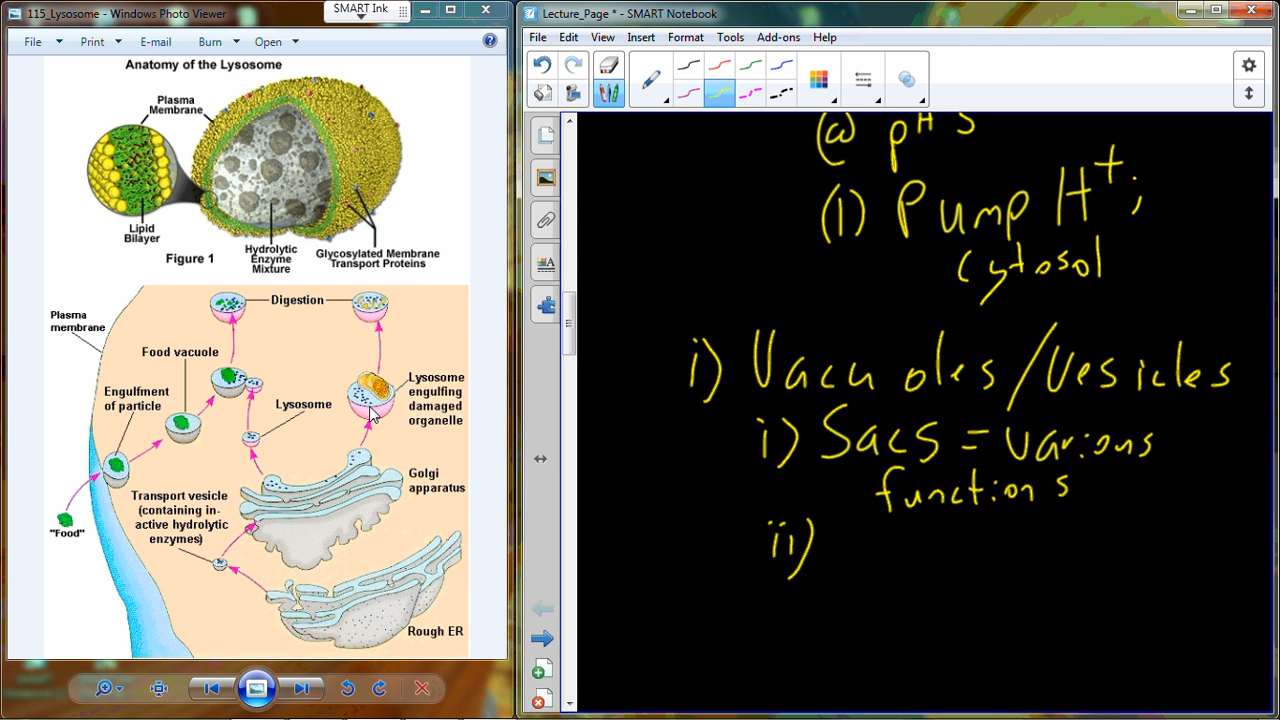 115_Lysosome - Windows Photo Viewer
SMART Ink
File Print E-mail Burn Open
Anatomy of the Lysosome
Plasma
Membrane
Lipid
Bilayer
Figure 1
Hydrolytic
Enzyme
Mixture
Glycosylated Membrane
Transport Proteins
Digestion
Plasma
membrane
Food vacuole
Engulfment
of particle
Lysosome
Lysosome
engulfing
damaged
organelle
Golgi
apparatus
Transport vesicle
(containing in-
active hydrolytic
enzymes)
"Food"
Rough ER
Lecture_Page * - SMART Notebook
File Edit View Insert Format Tools Add-ons Help
(a) pH 5
(1) Pump H+;
cytosol
i) Vacuoles/Vesicles
i) Sacs = various
functions
ii)